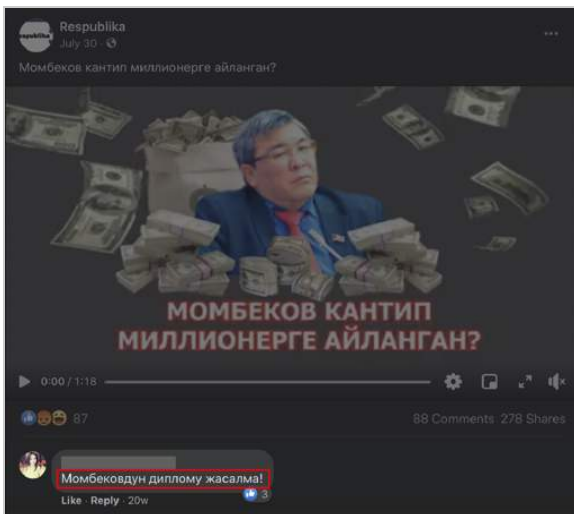 Respublika
respublika
July 30
Момбеков кантип миллионерге айланган?
МОМБЕКОВ КАНТИП
МИЛЛИОНЕРГЕ АЙЛАНГАН?
0:00 / 1:18
87
88 Comments 278 Shares
Момбековдун диплому жасалма!
Like · Reply · 20w
3